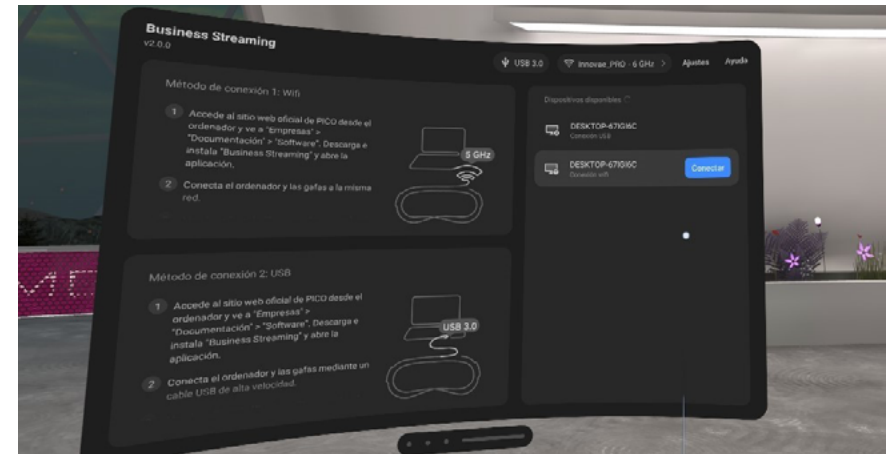 Business Streaming
v2.0.0
USB 3.0
Innovae_PRO - 6 GHz
Ajustes
Ayuda
Método de conexión 1: Wifi
1 Accede al sitio web oficial de PICO desde el
ordenador y ve a "Empresas" >
"Documentación" > "Software". Descarga e
instala "Business Streaming" y abre la
aplicación.
2 Conecta el ordenador y las gafas a la misma
red.
5 GHz
Método de conexión 2: USB
1 Accede al sitio web oficial de PICO desde el
ordenador y ve a "Empresas" >
"Documentación" > "Software". Descarga e
instala "Business Streaming" y abre la
aplicación.
2 Conecta el ordenador y las gafas mediante un
cable USB de alta velocidad.
USB 3.0
Dispositivos disponibles
DESKTOP-67IGI6C
Conexión USB
DESKTOP-67IGI6C
Conexión wifi
Conectar